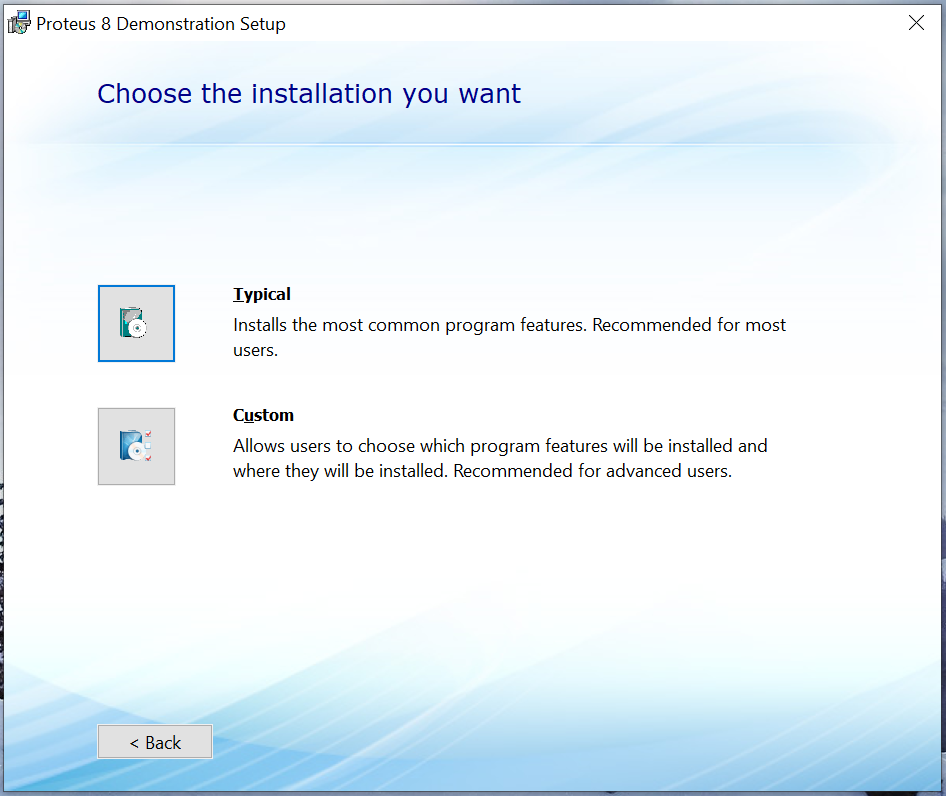 Proteus 8 Demonstration Setup
Choose the installation you want
Typical
Installs the most common program features. Recommended for most
users.
Custom
Allows users to choose which program features will be installed and
where they will be installed. Recommended for advanced users.
< Back